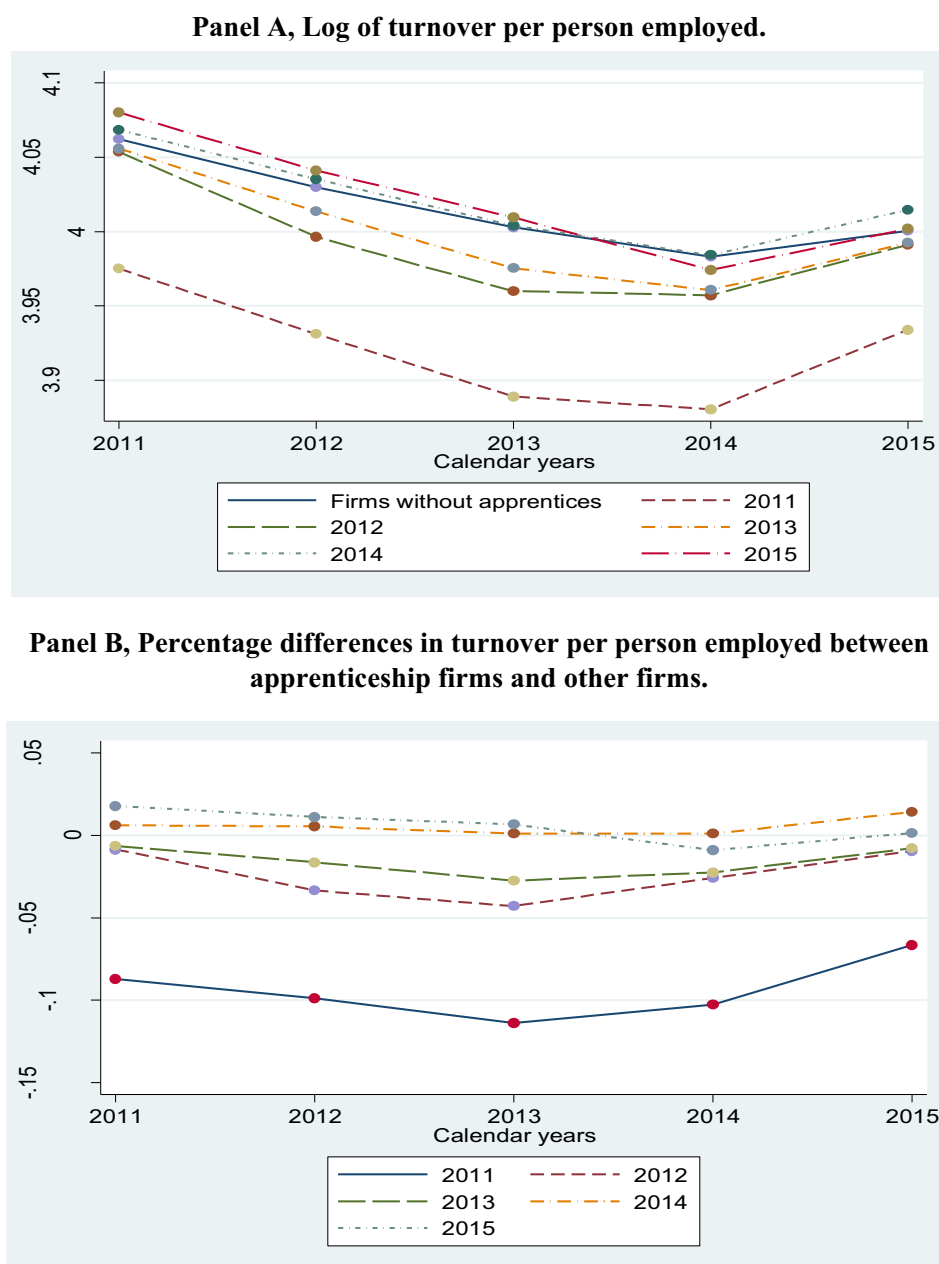 Panel A, Log of turnover per person employed.
4.1
4.05
4
3.95
3.9
2011 2012 2013 2014 2015
Calendar years
Firms without apprentices 2011
2012 2013
2014 2015
Panel B, Percentage differences in turnover per person employed between
apprenticeship firms and other firms.
.05
0
-.05
-.1
-.15
2011 2012 2013 2014 2015
Calendar years
2011 2012
2013 2014
2015